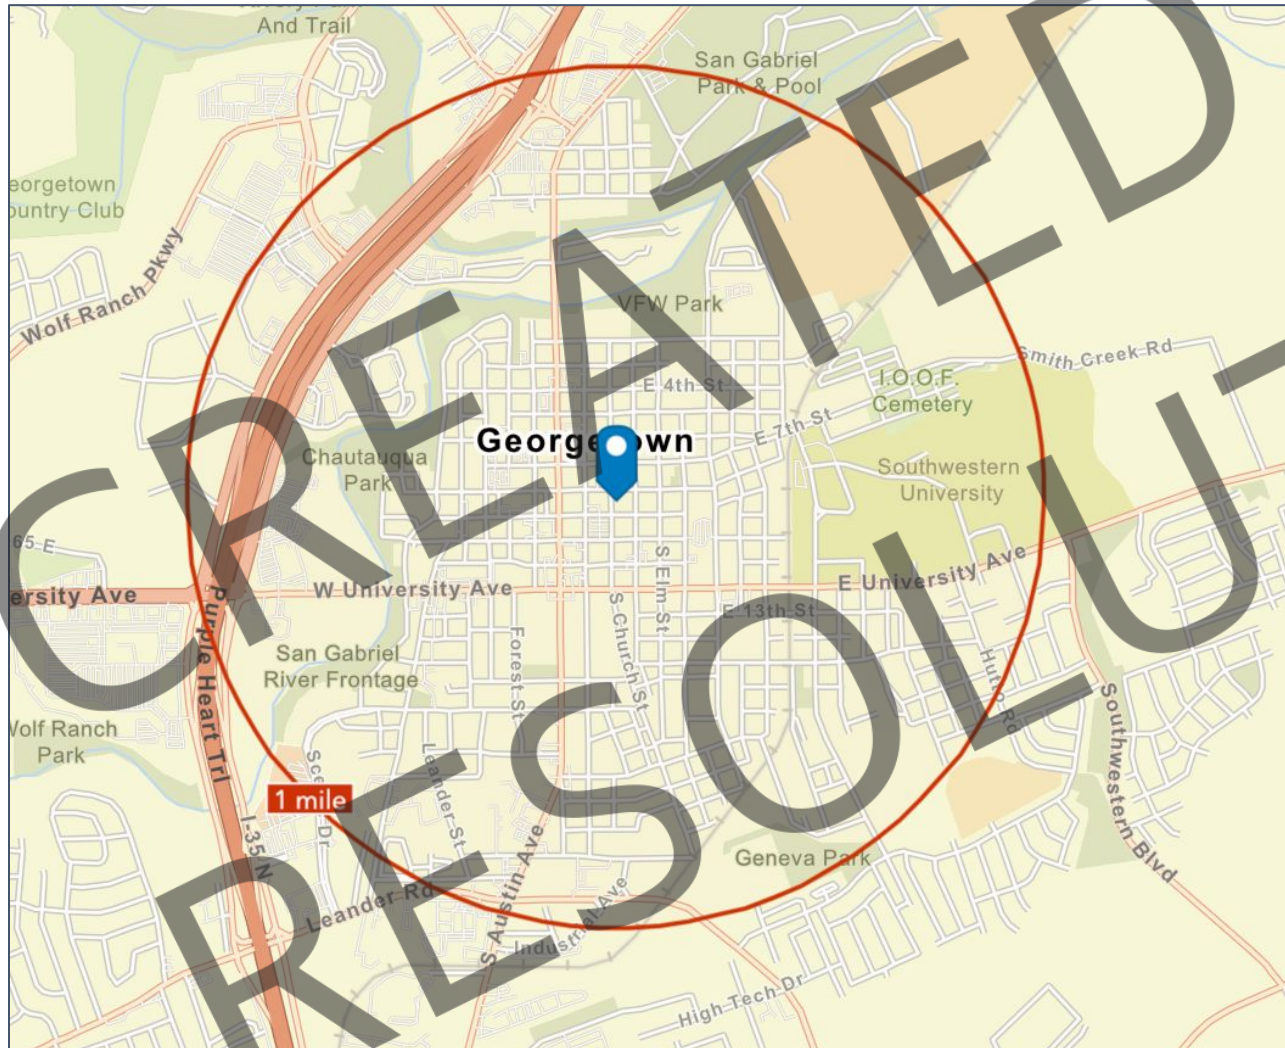 And Trail
San Gabriel
Park & Pool
eorgetown
ountry Club
Wolf Ranch Pkwy
VFW Park
Smith Creek Rd
E 4th St
I.O.O.F.
Cemetery
E 7th St
Georgetown
Chautauqua
Park
Southwestern
University
65 E
ersity Ave
W University Ave
S Elm St
E University Ave
E 13th St
Purple Heart Trl
S Church St
Forest St
San Gabriel
River Frontage
Hutto Rd
Wolf Ranch
Park
Southwestern Blvd
Leander St
1 mile
I-35 N
Geneva Park
Leander Rd
S Austin Ave
Industrial Ave
High Tech Dr
CREATED
RESOLUT